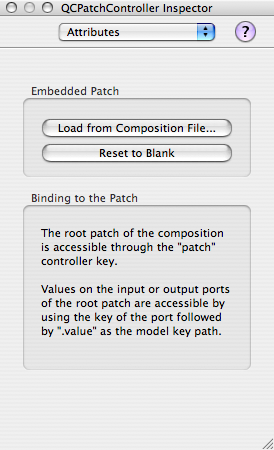 QCPatchController Inspector
Attributes
?
Embedded Patch
Load from Composition File...
Reset to Blank
Binding to the Patch
The root patch of the composition
is accessible through the "patch"
controller key.
Values on the input or output ports
of the root patch are accessible by
using the key of the port followed
by ".value" as the model key path.